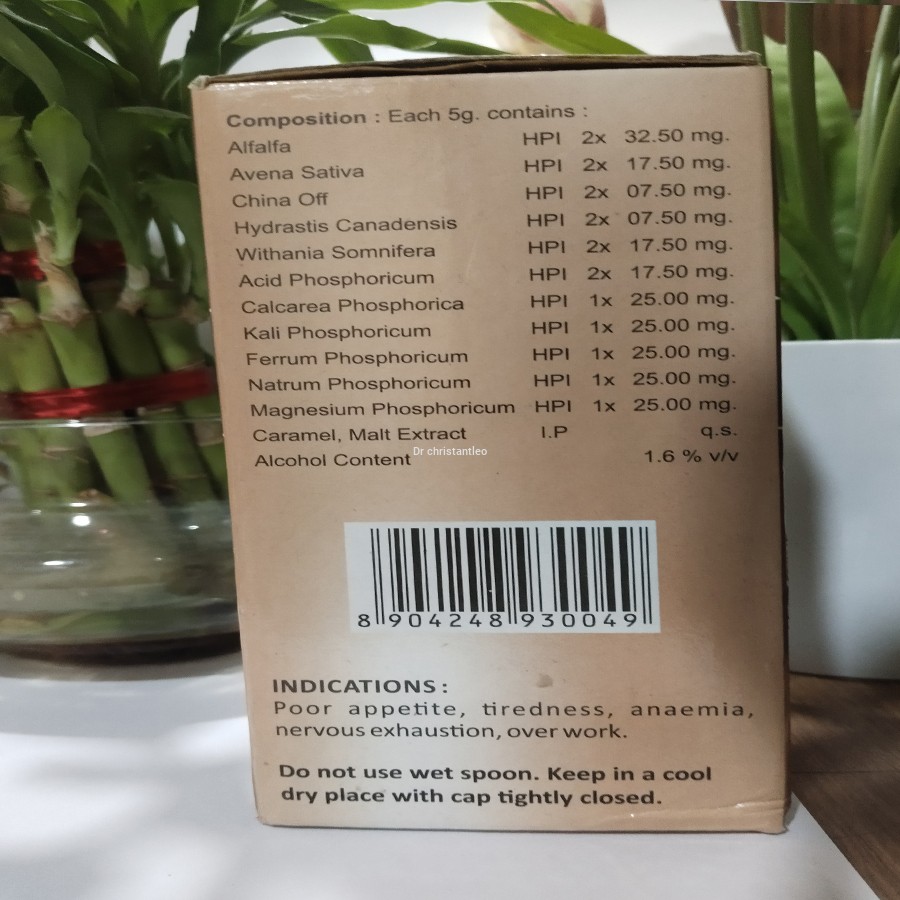 Composition : Each 5g. contains :
Alfalfa HPI 2x 32.50 mg.
Avena Sativa HPI 2x 17.50 mg.
China Off HPI 2x 07.50 mg.
Hydrastis Canadensis HPI 2x 07.50 mg.
Withania Somnifera HPI 2x 17.50 mg.
Acid Phosphoricum HPI 2x 17.50 mg.
Calcarea Phosphorica HPI 1x 25.00 mg.
Kali Phosphoricum HPI 1x 25.00 mg.
Ferrum Phosphoricum HPI 1x 25.00 mg.
Natrum Phosphoricum HPI 1x 25.00 mg.
Magnesium Phosphoricum HPI 1x 25.00 mg.
Caramel, Malt Extract I.P q.s.
Dr christantleo
Alcohol Content 1.6 % v/v
8 904248 930049
INDICATIONS :
Poor appetite, tiredness, anaemia,
nervous exhaustion, over work.
Do not use wet spoon. Keep in a cool
dry place with cap tightly closed.